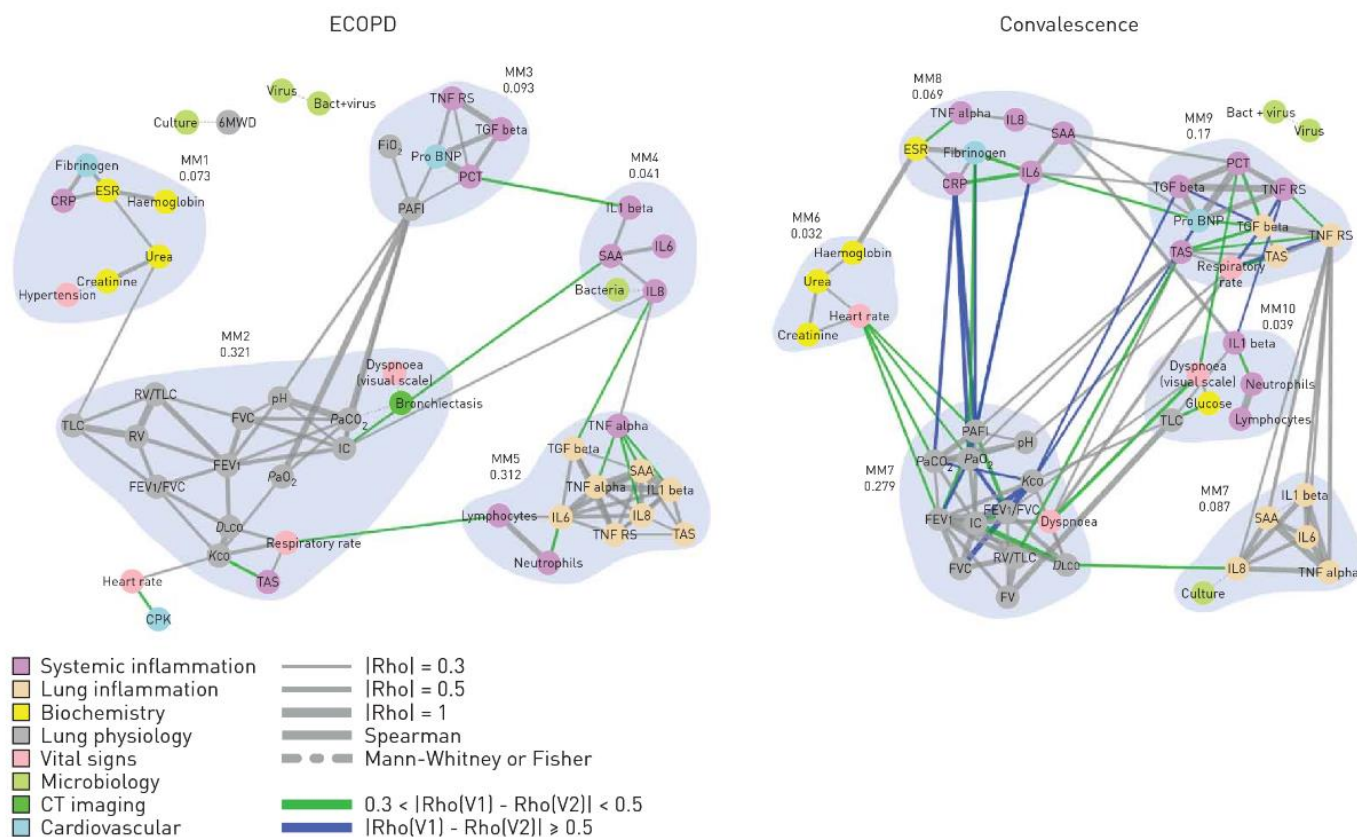 ECOPD
Convalescence
Virus
Bact+virus
Culture
6MWD
MM3
0.093
TNF RS
TGF beta
FiO2
Pro BNP
PCT
PAFI
Fibrinogen
MM1
0.073
CRP
ESR
Haemoglobin
Urea
Creatinine
Hypertension
MM4
0.041
IL1 beta
IL6
SAA
Bacteria
IL8
MM2
0.321
Dyspnoea
(visual scale)
Bronchiectasis
RV/TLC
pH
TLC
FVC
PaCO2
RV
IC
FEV1
FEV1/FVC
PaO2
DLCO
Respiratory rate
KCO
TAS
Heart rate
CPK
TNF alpha
TGF beta
MM5
0.312
SAA
TNF alpha
IL1 beta
Lymphocytes
IL6
IL8
TNF RS
TAS
Neutrophils
MM8
0.069
TNF alpha
IL8
SAA
ESR
Fibrinogen
CRP
IL6
Bact + virus
Virus
MM9
0.17
PCT
TGF beta
TNF RS
Pro BNP
TGF beta
TNF RS
TAS
TAS
Respiratory
rate
MM6
0.032
Haemoglobin
Urea
Heart rate
Creatinine
MM10
0.039
IL1 beta
Dyspnoea
(visual scale)
Neutrophils
Glucose
TLC
Lymphocytes
PAFI
pH
PaCO2
PaO2
MM7
0.279
KCO
FEV1/FVC
FEV1
IC
Dyspnoea
RV/TLC
FVC
DLCO
FV
MM7
0.087
IL1 beta
SAA
IL6
IL8
TNF alpha
Culture
Systemic inflammation
Lung inflammation
Biochemistry
Lung physiology
Vital signs
Microbiology
CT imaging
Cardiovascular
|Rho| = 0.3
|Rho| = 0.5
|Rho| = 1
Spearman
Mann-Whitney or Fisher
0.3 < |Rho(V1) - Rho(V2)| < 0.5
|Rho(V1) - Rho(V2)| ⩾ 0.5